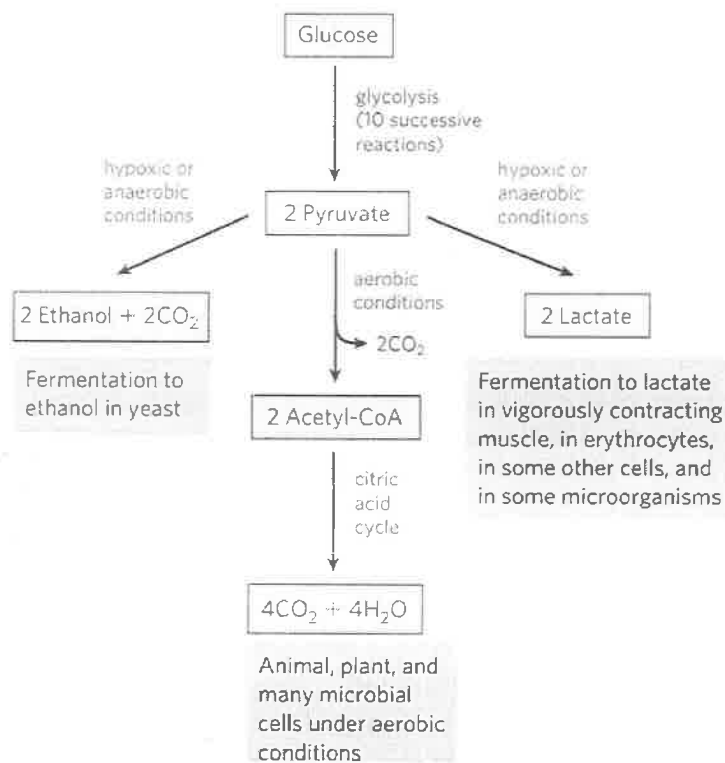 Glucose
glycolysis
(10 successive
reactions)
hypoxic or
anaerobic
conditions
2 Pyruvate
hypoxic or
anaerobic
conditions
2 Ethanol + 2CO₂
Fermentation to
ethanol in yeast
aerobic
conditions
2CO₂
2 Lactate
Fermentation to lactate
in vigorously contracting
muscle, in erythrocytes,
in some other cells, and
in some microorganisms
2 Acetyl-CoA
citric
acid
cycle
4CO₂ + 4H₂O
Animal, plant, and
many microbial
cells under aerobic
conditions